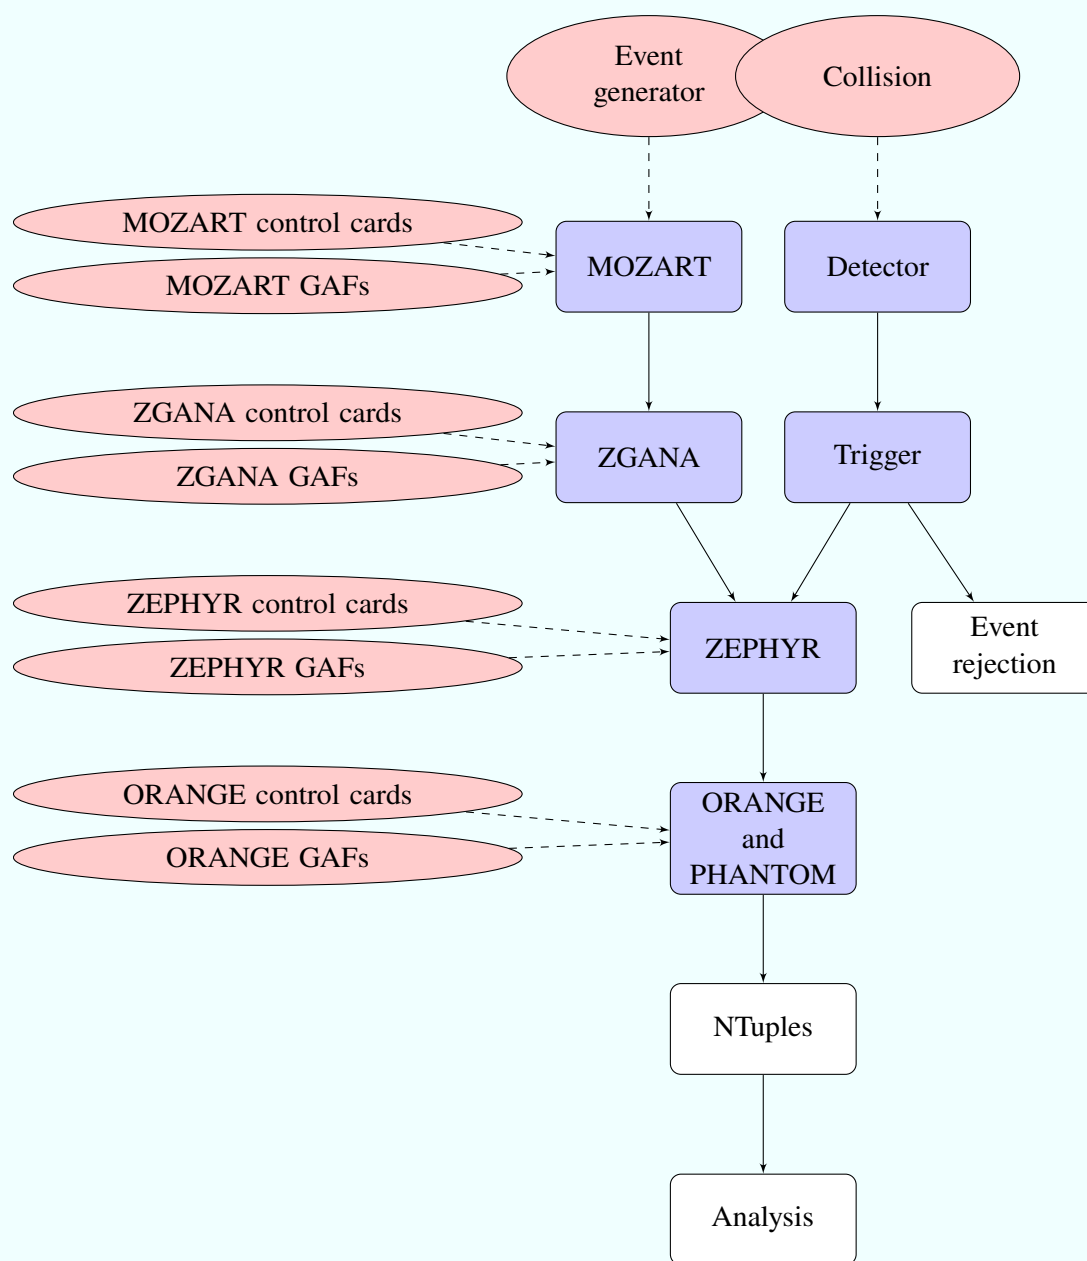 Event
generator
Collision
MOZART control cards
MOZART GAFs
MOZART
Detector
ZGANA control cards
ZGANA GAFs
ZGANA
Trigger
ZEPHYR control cards
ZEPHYR GAFs
ZEPHYR
Event
rejection
ORANGE control cards
ORANGE GAFs
ORANGE
and
PHANTOM
NTuples
Analysis